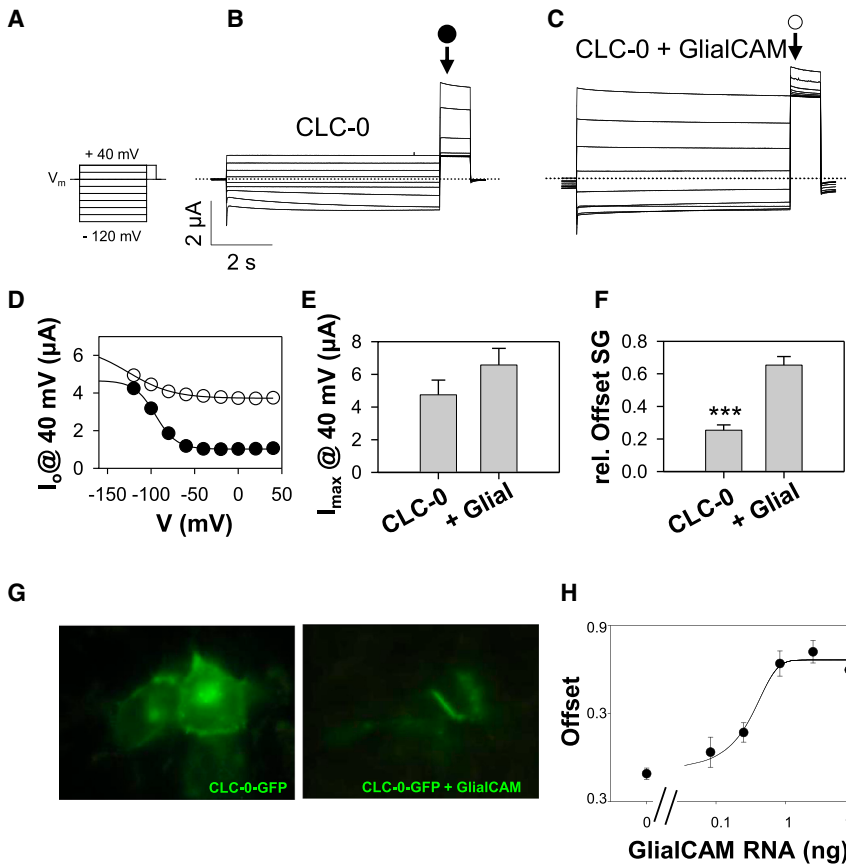 A
B
C
CLC-0 + GlialCAM
CLC-0
+ 40 mV
Vm
- 120 mV
2 µA
2 s
D
E
F
Io@ 40 mV (µA)
6
4
2
0
-150 -100 -50 0 50
V (mV)
Imax @ 40 mV (µA)
8
6
4
2
0
CLC-0
+ Glial
rel. Offset SG
0.8
0.6
0.4
0.2
0.0
***
CLC-0
+ Glial
G
H
CLC-0-GFP
CLC-0-GFP + GlialCAM
Offset
0.9
0.3
0.3
0 0.1 1
GlialCAM RNA (ng)